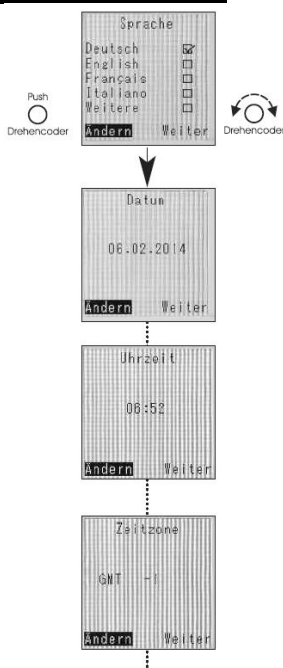 Sprache
Deutsch
English
Français
Italiano
Weitere
Ändern Weiter
Push
Drehencoder
Drehencoder
Datum
06.02.2014
Ändern Weiter
Uhrzeit
06:52
Ändern Weiter
Zeitzone
GMT -1
Ändern Weiter